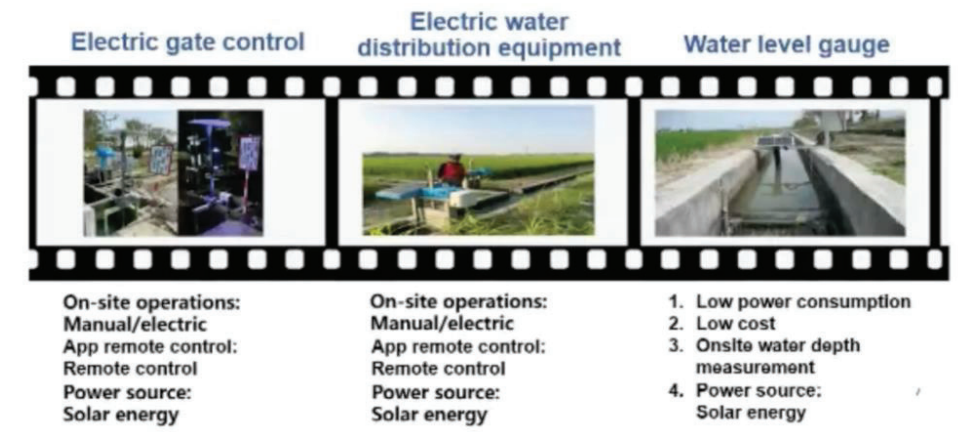 Electric gate control
Electric water
distribution equipment
Water level gauge
On-site operations:
Manual/electric
App remote control:
Remote control
Power source:
Solar energy
On-site operations:
Manual/electric
App remote control:
Remote control
Power source:
Solar energy
1. Low power consumption
2. Low cost
3. Onsite water depth
measurement
4. Power source:
Solar energy